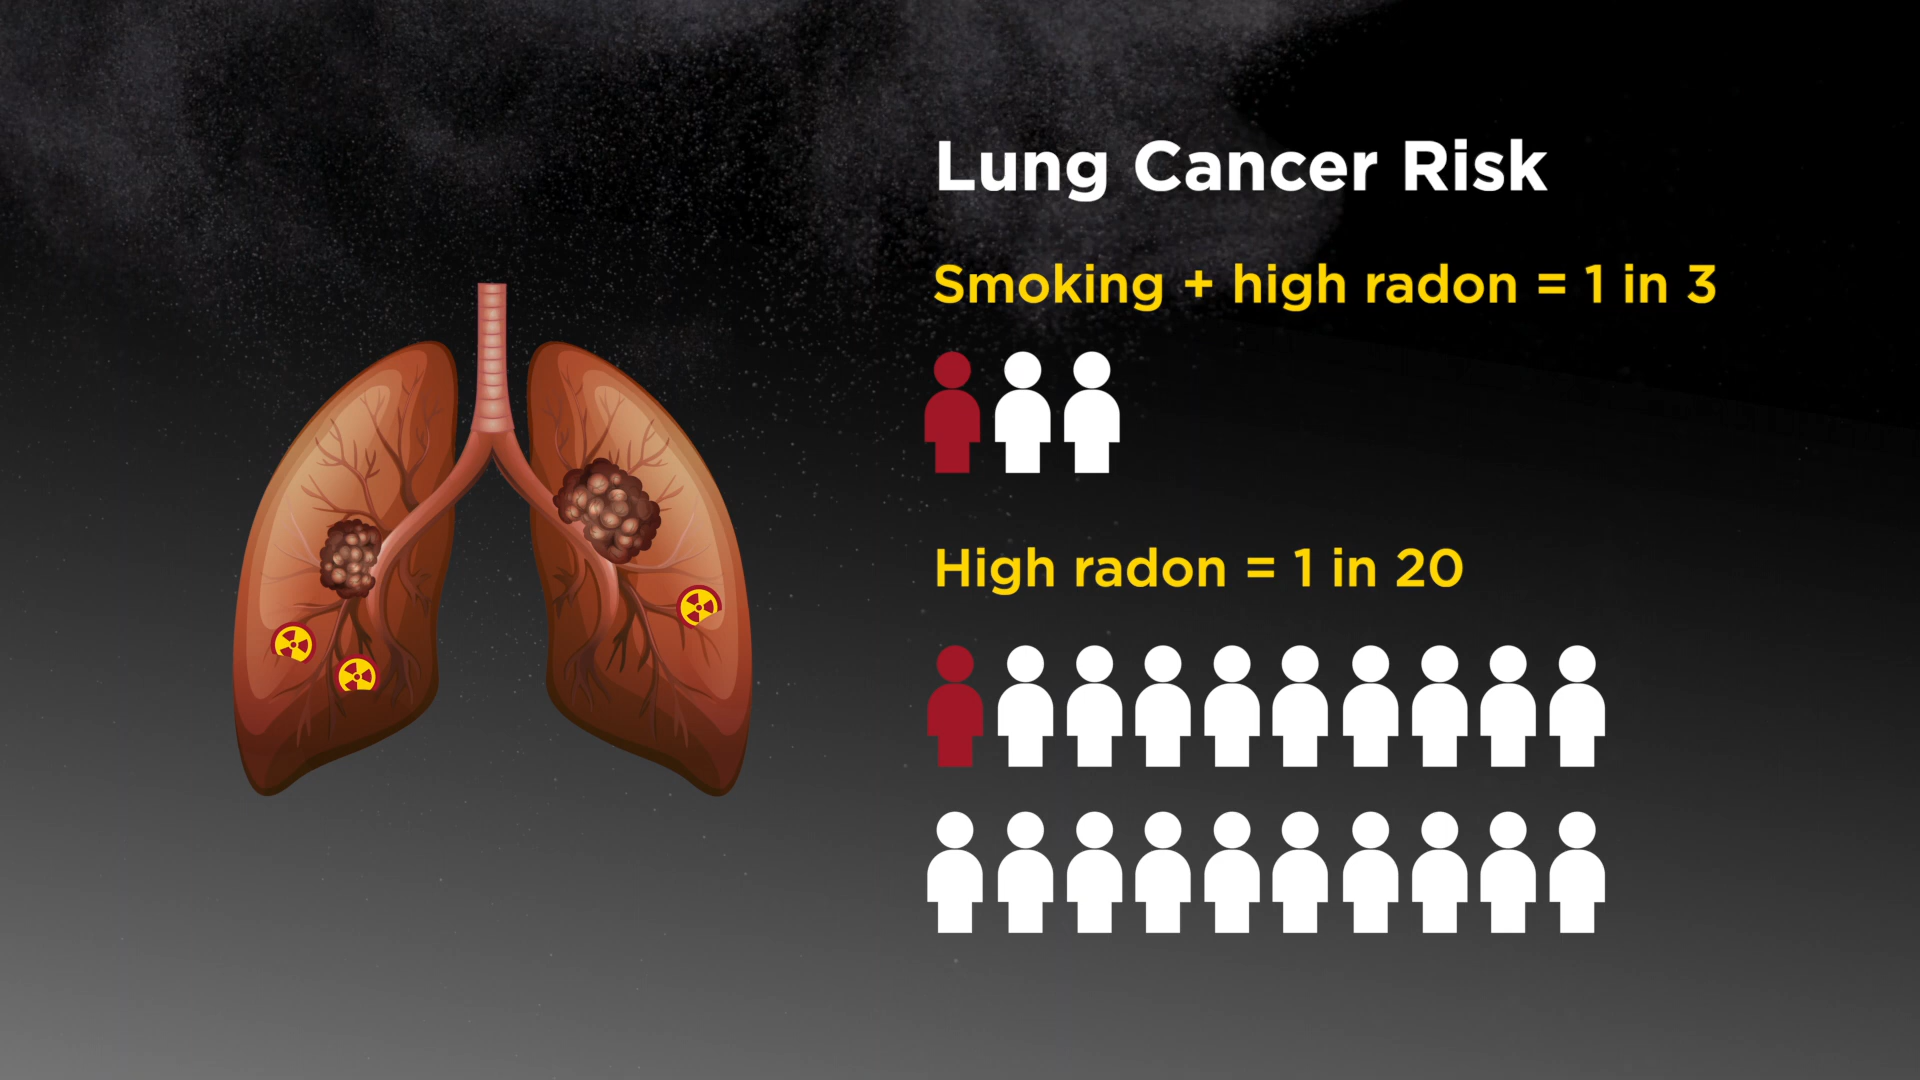 Lung Cancer Risk
Smoking + high radon = 1 in 3
High radon = 1 in 20